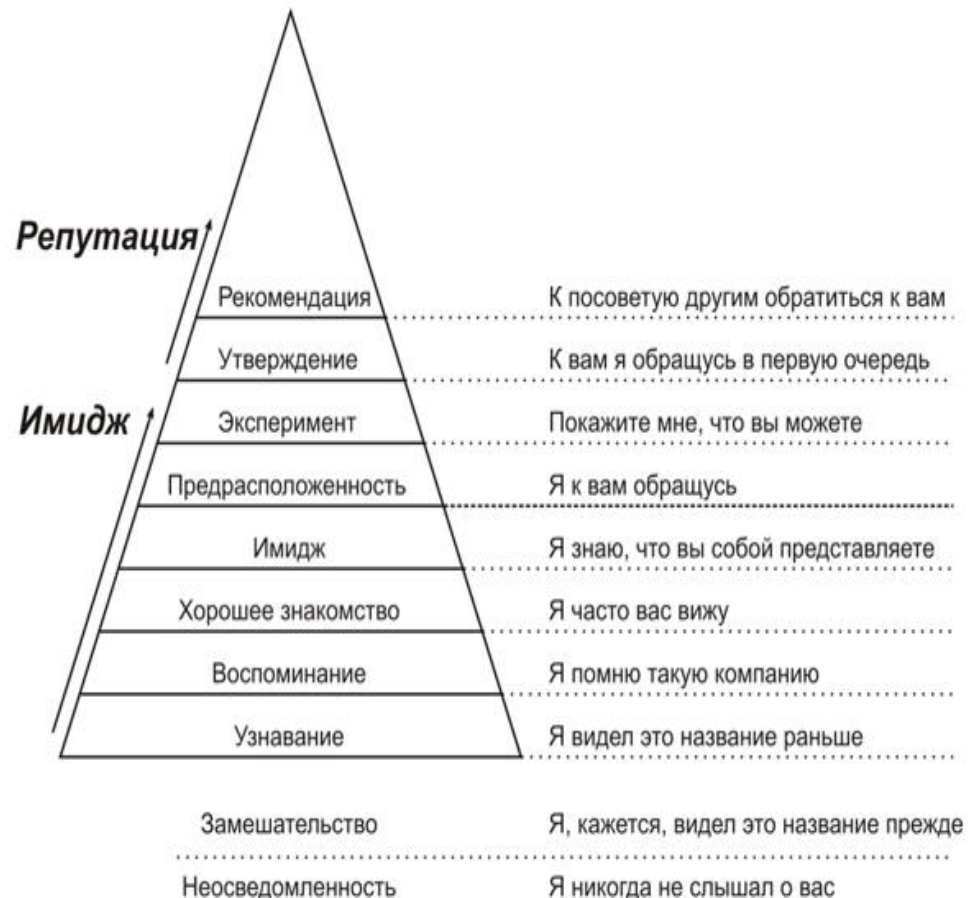 Репутация
Рекомендация К посоветую другим обратиться к вам
Утверждение К вам я обращусь в первую очередь
Имидж
Эксперимент Покажите мне, что вы можете
Предрасположенность Я к вам обращусь
Имидж Я знаю, что вы собой представляете
Хорошее знакомство Я часто вас вижу
Воспоминание Я помню такую компанию
Узнавание Я видел это название раньше
Замешательство Я, кажется, видел это название прежде
Неосведомленность Я никогда не слышал о вас